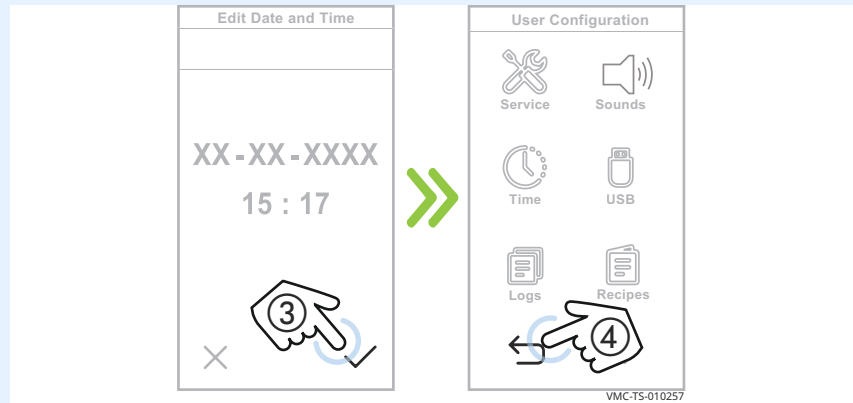 Edit Date and Time
XX-XX-XXXX
15 : 17
3
User Configuration
Service Sounds
Time USB
Logs Recipes
4
VMC-TS-010257